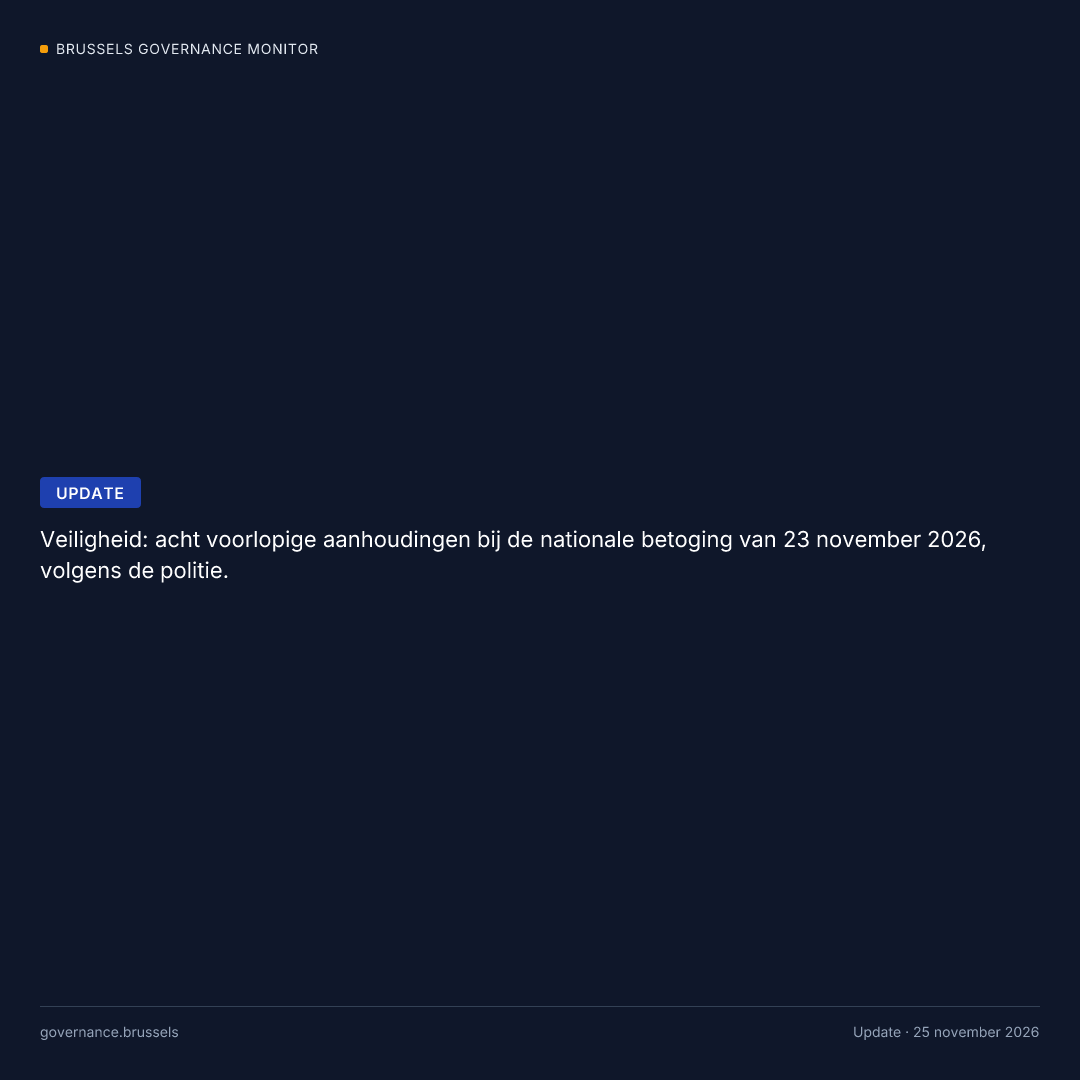 BRUSSELS GOVERNANCE MONITOR
UPDATE
Veiligheid: acht voorlopige aanhoudingen bij de nationale betoging van 23 november 2026,
volgens de politie.
governance.brussels
Update · 25 november 2026